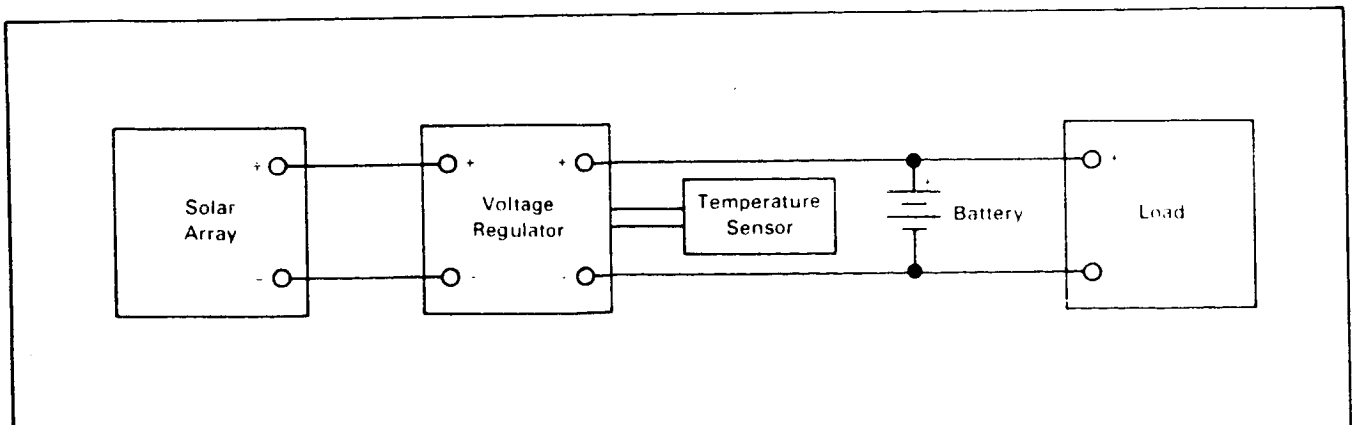 Solar
Array
+
-
Voltage
Regulator
+
+
-
-
Temperature
Sensor
+
Battery
+
Load